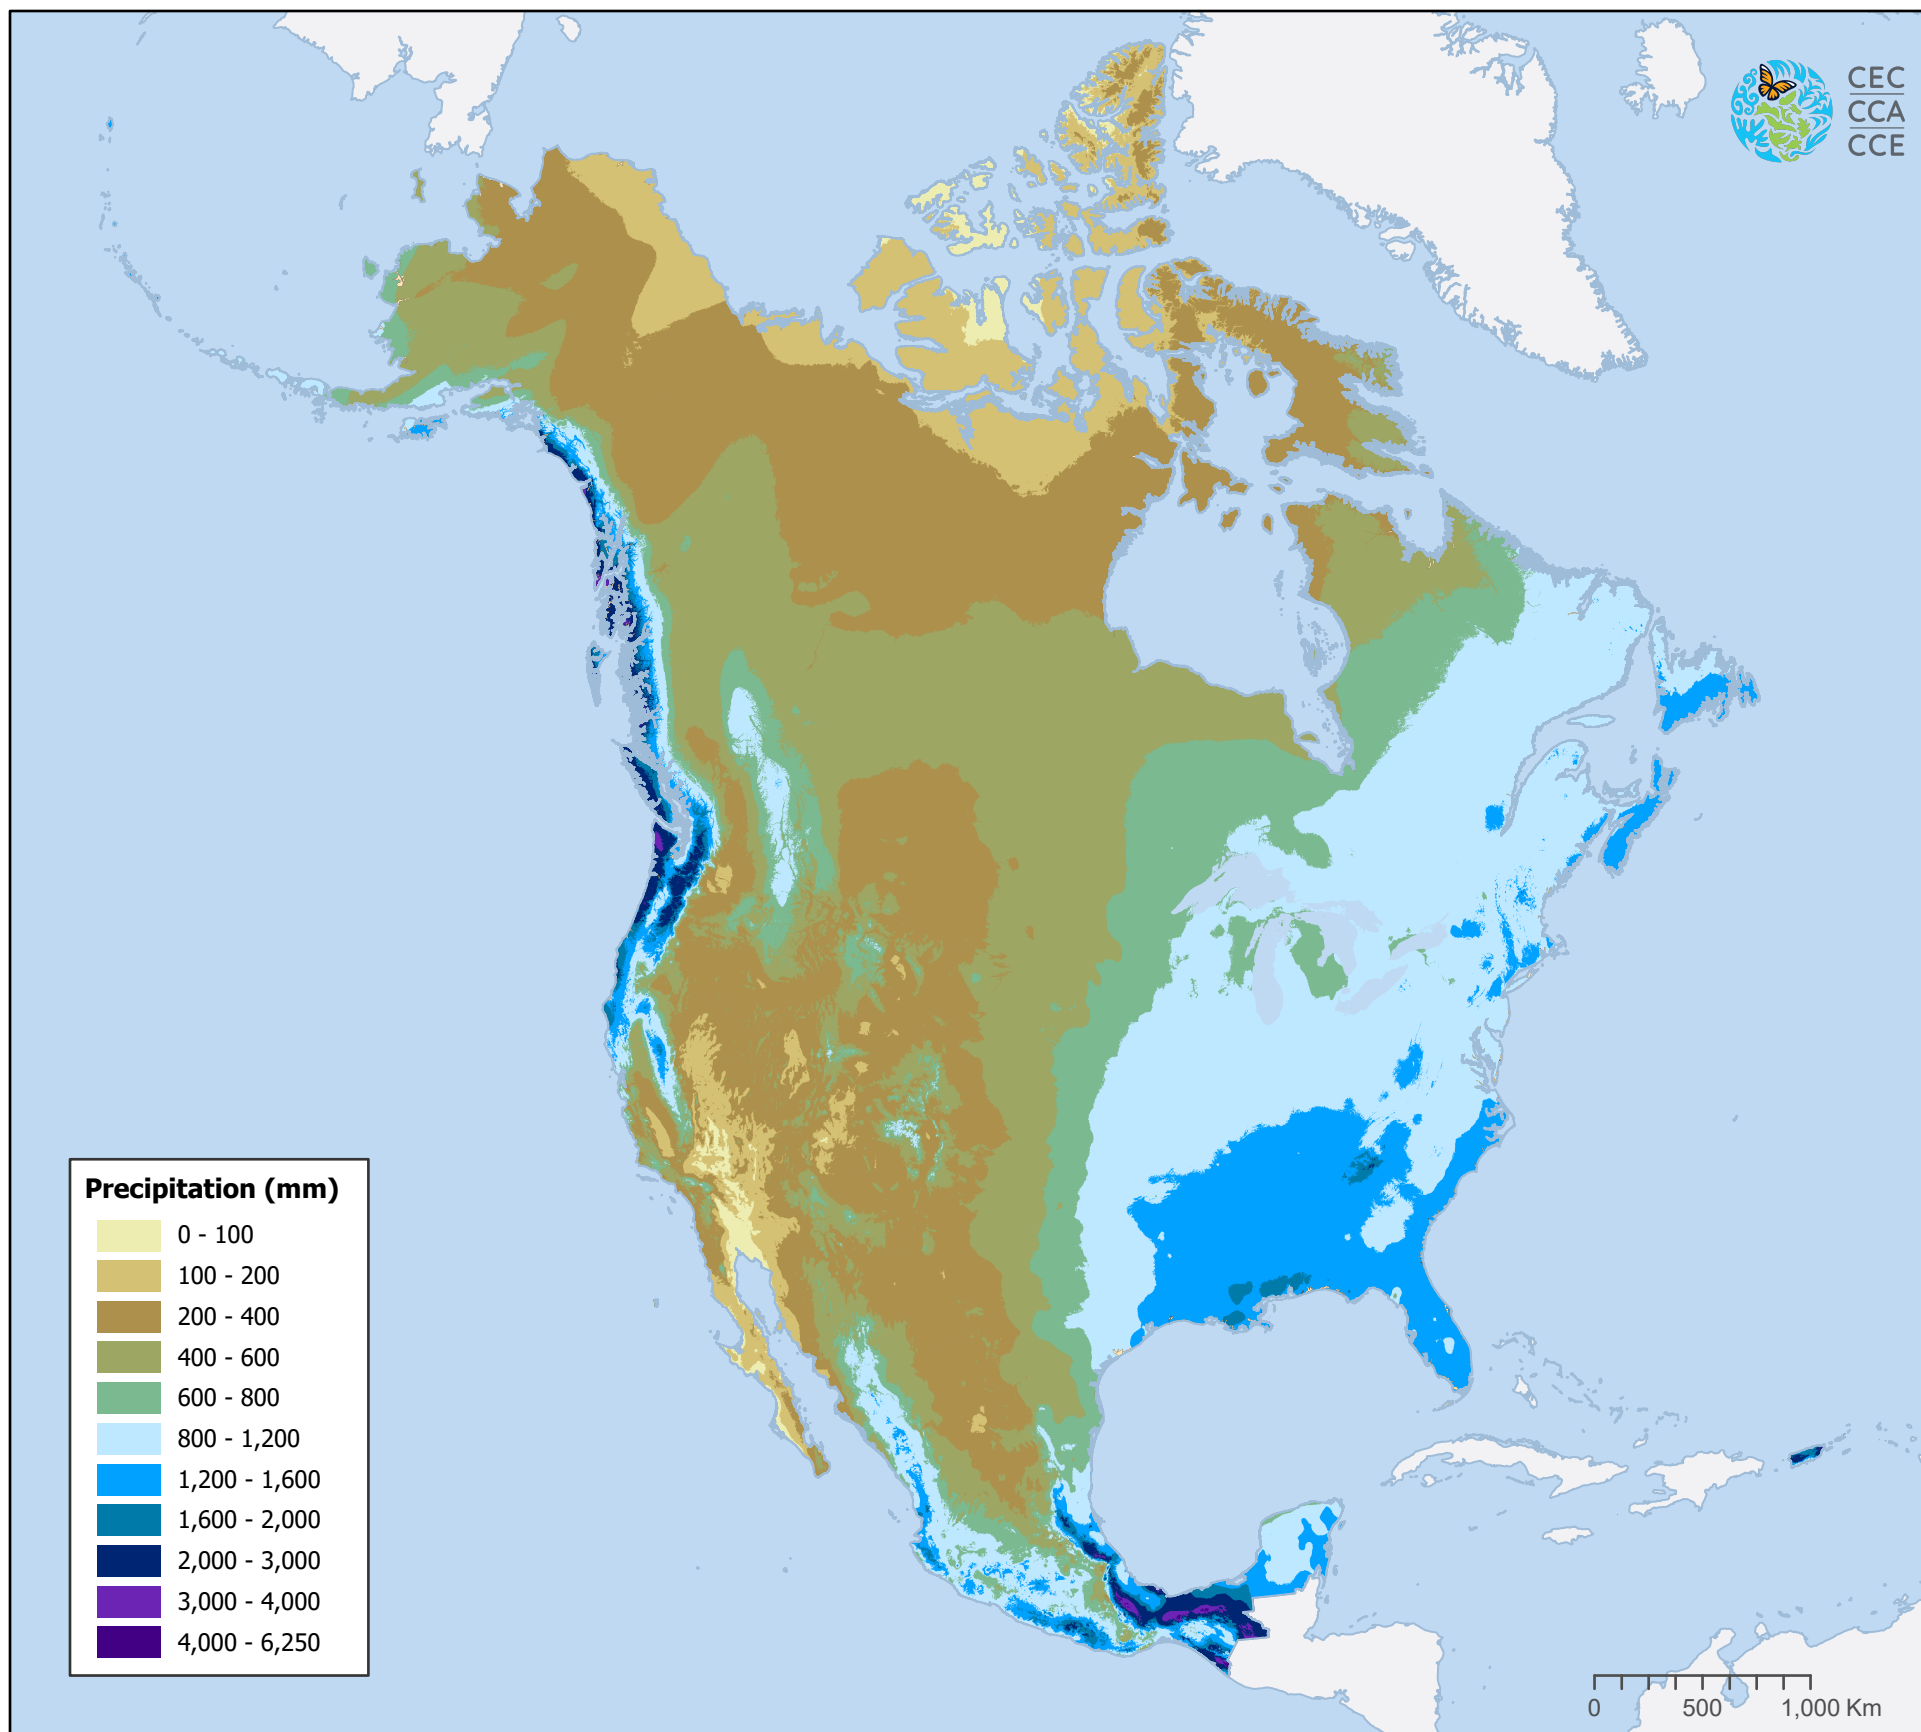 CEC
CCA
CCE
Precipitation (mm)
0 - 100
100 - 200
200 - 400
400 - 600
600 - 800
800 - 1,200
1,200 - 1,600
1,600 - 2,000
2,000 - 3,000
3,000 - 4,000
4,000 - 6,250
0 500 1,000 Km